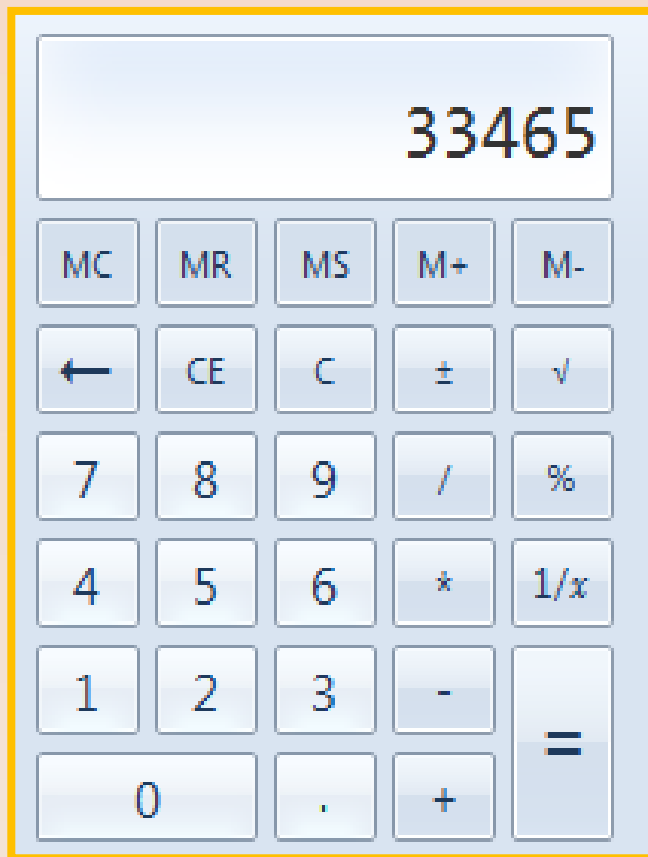 33465
MC MR MS M+ M-
← CE C ± √
7 8 9 / %
4 5 6 * 1/x
1 2 3 - =
0 . +